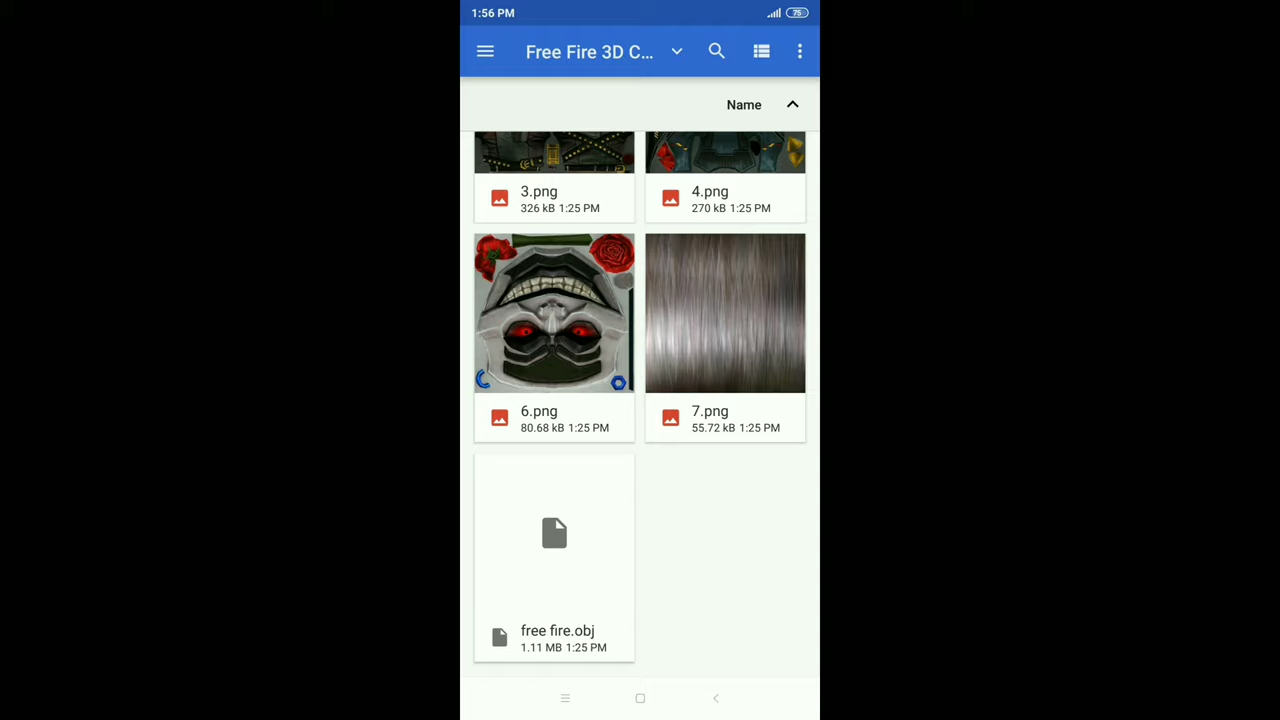 1:56 PM
75
Free Fire 3D C...
Name
3.png
326 kB 1:25 PM
4.png
270 kB 1:25 PM
6.png
80.68 kB 1:25 PM
7.png
55.72 kB 1:25 PM
free fire.obj
1.11 MB 1:25 PM